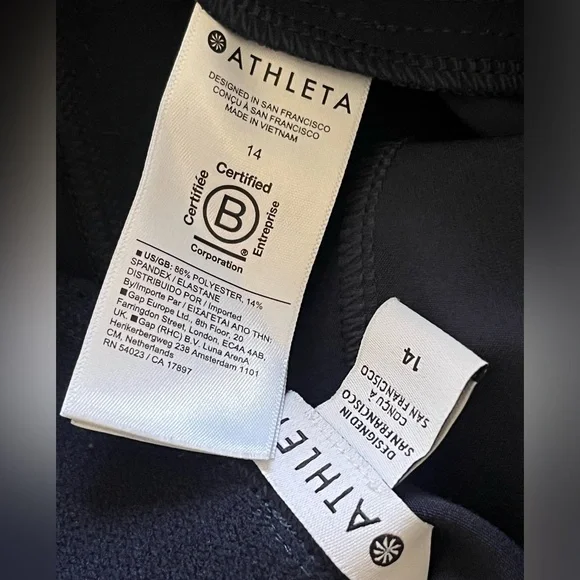 ATHLETA
DESIGNED IN SAN FRANCISCO
CONÇU À SAN FRANCISCO
MADE IN VIETNAM
14
Certified
Certifiée
B
Entreprise
®
Corporation
■ US/GB: 86% POLYESTER, 14%
SPANDEX / ELASTANE
DISTRIBUIDO POR / Imported
By/Importe Par / ΕΙΣΑΓΕΤΑΙ ΑΠΟ ΤΗΝ:
■ Gap Europe Ltd., 8th Floor, 20
Farringdon Street, London, EC4A 4AB,
UK. ■ Gap (RHC) B.V. Luna ArenA
Herikerbergweg 238 Amsterdam 1101
CM, Netherlands
RN 54023 / CA 17897
14
DESIGNED IN
SAN FRANCISCO
CONÇU À
SAN FRANCISCO
ATHLETA